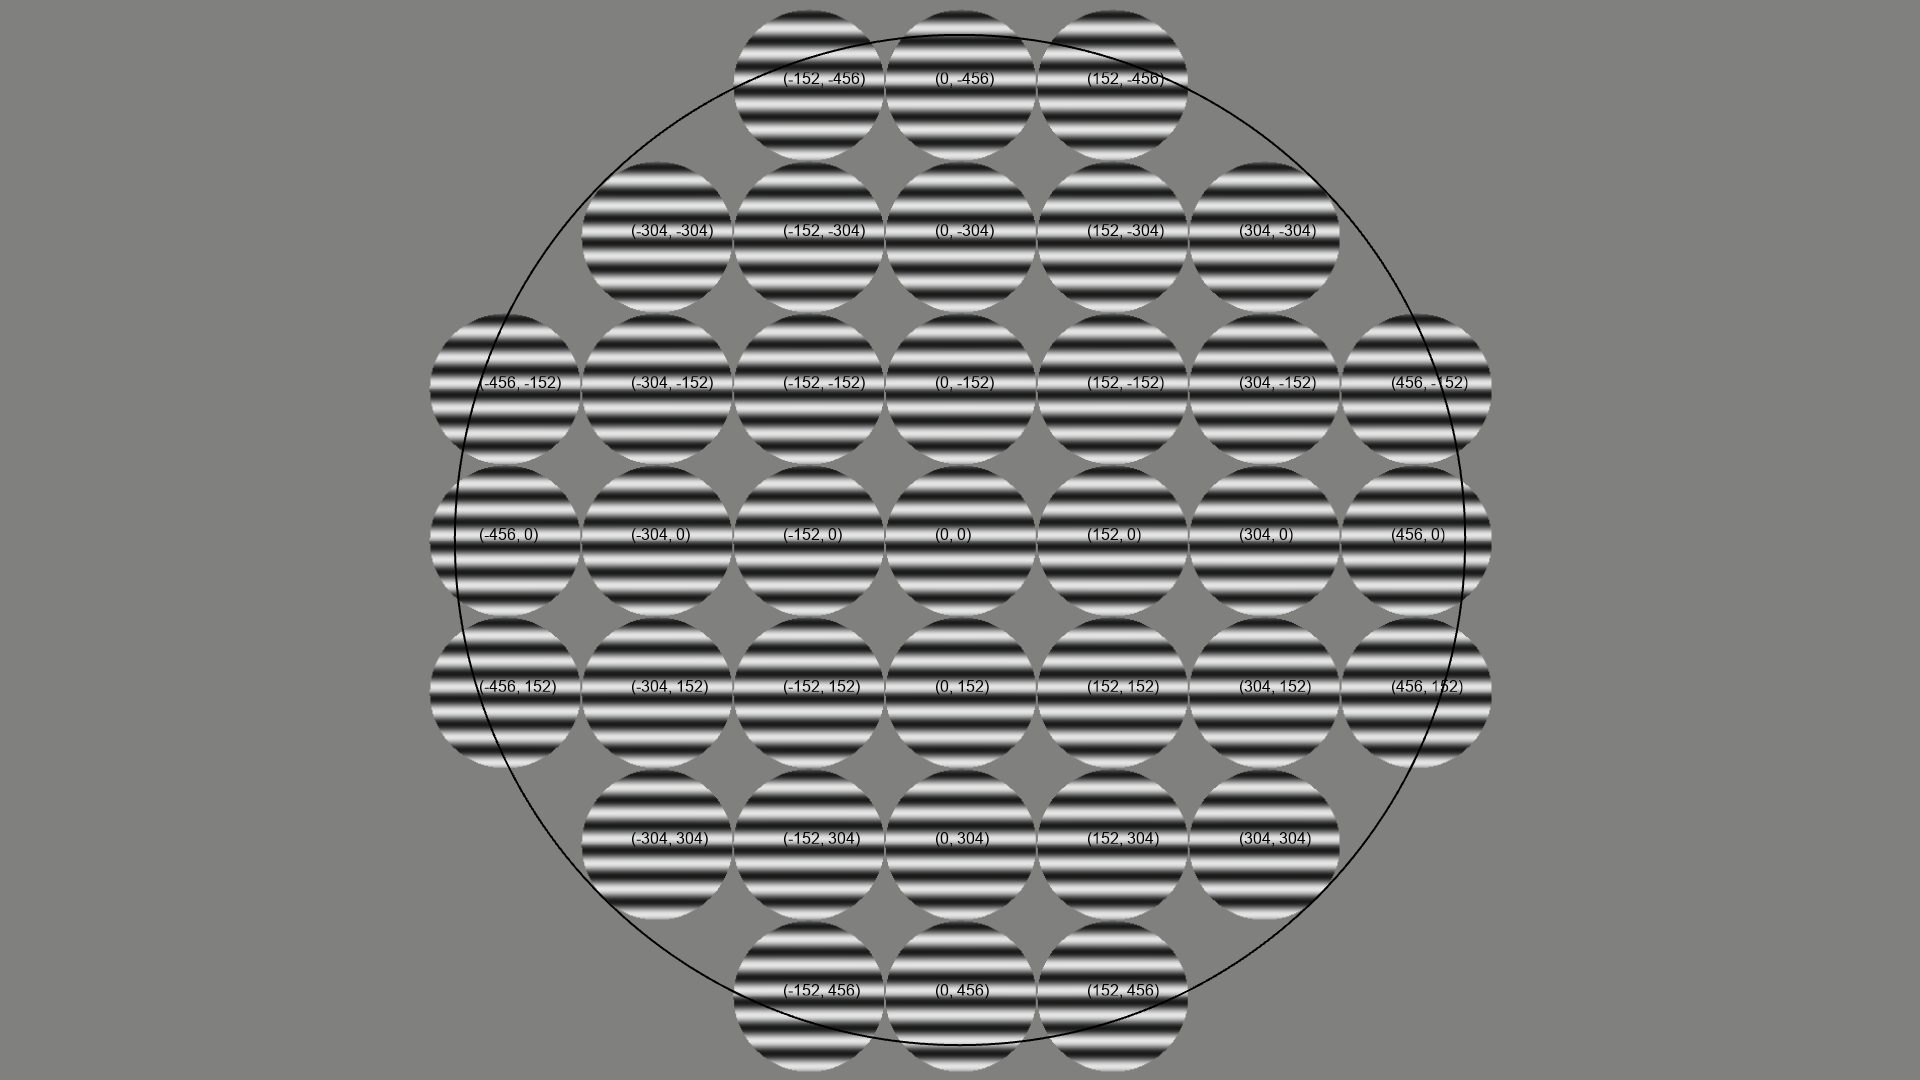 (-152, -456) (0, -456) (152, -456)
(-304, -304) (-152, -304) (0, -304) (152, -304) (304, -304)
(-456, -152) (-304, -152) (-152, -152) (0, -152) (152, -152) (304, -152) (456, -152)
(-456, 0) (-304, 0) (-152, 0) (0, 0) (152, 0) (304, 0) (456, 0)
(-456, 152) (-304, 152) (-152, 152) (0, 152) (152, 152) (304, 152) (456, 152)
(-304, 304) (-152, 304) (0, 304) (152, 304) (304, 304)
(-152, 456) (0, 456) (152, 456)